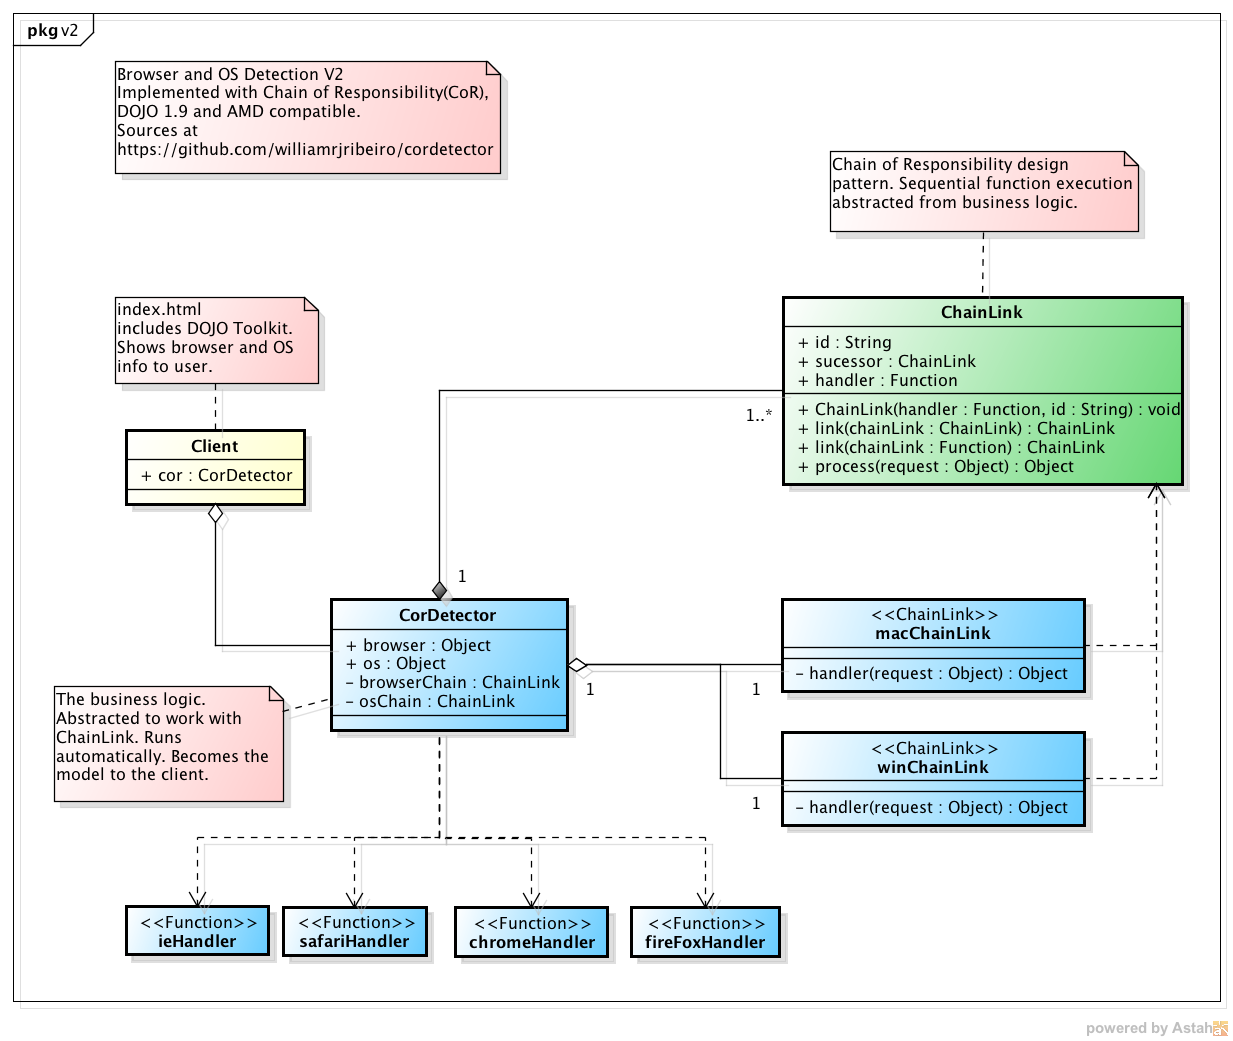 pkg v2
Browser and OS Detection V2
Implemented with Chain of Responsibility(CoR),
DOJO 1.9 and AMD compatible.
Sources at
https://github.com/williamrjribeiro/cordetector
Chain of Responsibility design
pattern. Sequential function execution
abstracted from business logic.
index.html
includes DOJO Toolkit.
Shows browser and OS
info to user.
ChainLink
+ id : String
+ sucessor : ChainLink
+ handler : Function
+ ChainLink(handler : Function, id : String) : void
+ link(chainLink : ChainLink) : ChainLink
+ link(chainLink : Function) : ChainLink
+ process(request : Object) : Object
1..*
Client
+ cor : CorDetector
1
CorDetector
+ browser : Object
+ os : Object
- browserChain : ChainLink
- osChain : ChainLink
1
1
1
<<ChainLink>>
macChainLink
- handler(request : Object) : Object
<<ChainLink>>
winChainLink
- handler(request : Object) : Object
The business logic.
Abstracted to work with
ChainLink. Runs
automatically. Becomes the
model to the client.
<<Function>>
ieHandler
<<Function>>
safariHandler
<<Function>>
chromeHandler
<<Function>>
fireFoxHandler
powered by Astah